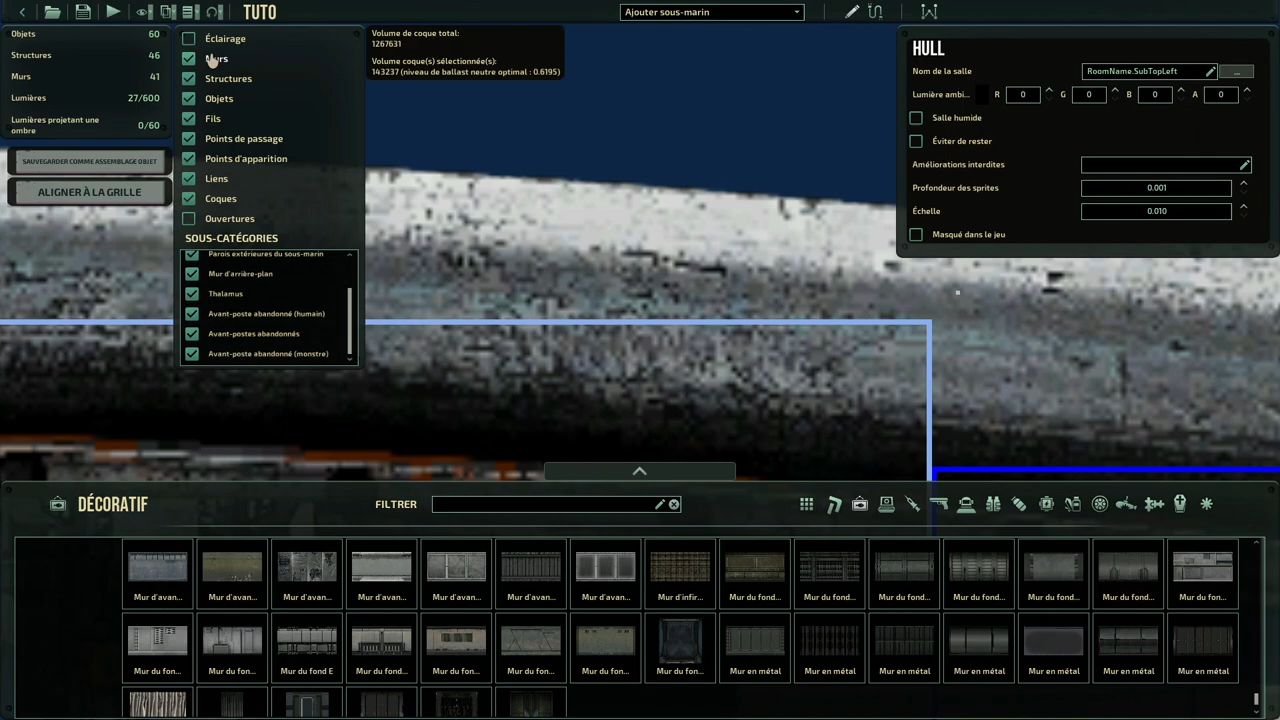 TUTO
Ajouter sous-marin
Objets 60
Structures 46
Murs 41
Lumières 27/600
Lumières projetant une
ombre 0/60
SAUVEGARDER COMME ASSEMBLAGE OBJET
ALIGNER À LA GRILLE
Éclairage
Murs
Structures
Objets
Fils
Points de passage
Points d'apparition
Liens
Coques
Ouvertures
SOUS-CATÉGORIES
Parois extérieures du sous-marin
Mur d'arrière-plan
Thalamus
Avant-poste abandonné (humain)
Avant-postes abandonnés
Avant-poste abandonné (monstre)
Volume de coque total:
1267631
Volume coque(s) sélectionnée(s):
143237 (niveau de ballast neutre optimal : 0.6195)
HULL
Nom de la salle RoomName.SubTopLeft ...
Lumière ambi... R 0 G 0 B 0 A 0
Salle humide
Éviter de rester
Améliorations interdites
Profondeur des sprites 0.001
Échelle 0.010
Masqué dans le jeu
DÉCORATIF FILTRER
Mur d'avan... Mur d'avan... Mur d'avan... Mur d'avan... Mur d'avan... Mur d'avan... Mur d'avan... Mur d'infir... Mur du fond... Mur du fond... Mur du fond... Mur du fond... Mur du fond... Mur du fond... Mur du fon...
Mur du fon... Mur du fon... Mur du fond E Mur du fon... Mur du fon... Mur du fon... Mur du fon... Mur du fon... Mur en métal Mur en métal Mur en métal Mur en métal Mur en métal Mur en métal Mur en métal